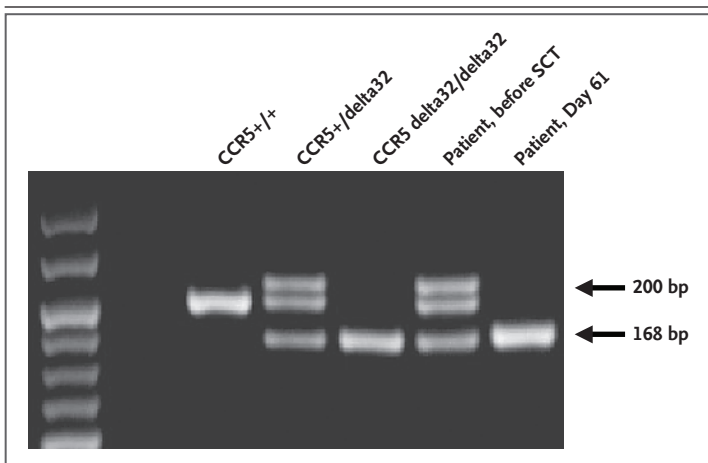 CCR5+/+
CCR5+/delta32
CCR5 delta32/delta32
Patient, before SCT
Patient, Day 61
200 bp
168 bp